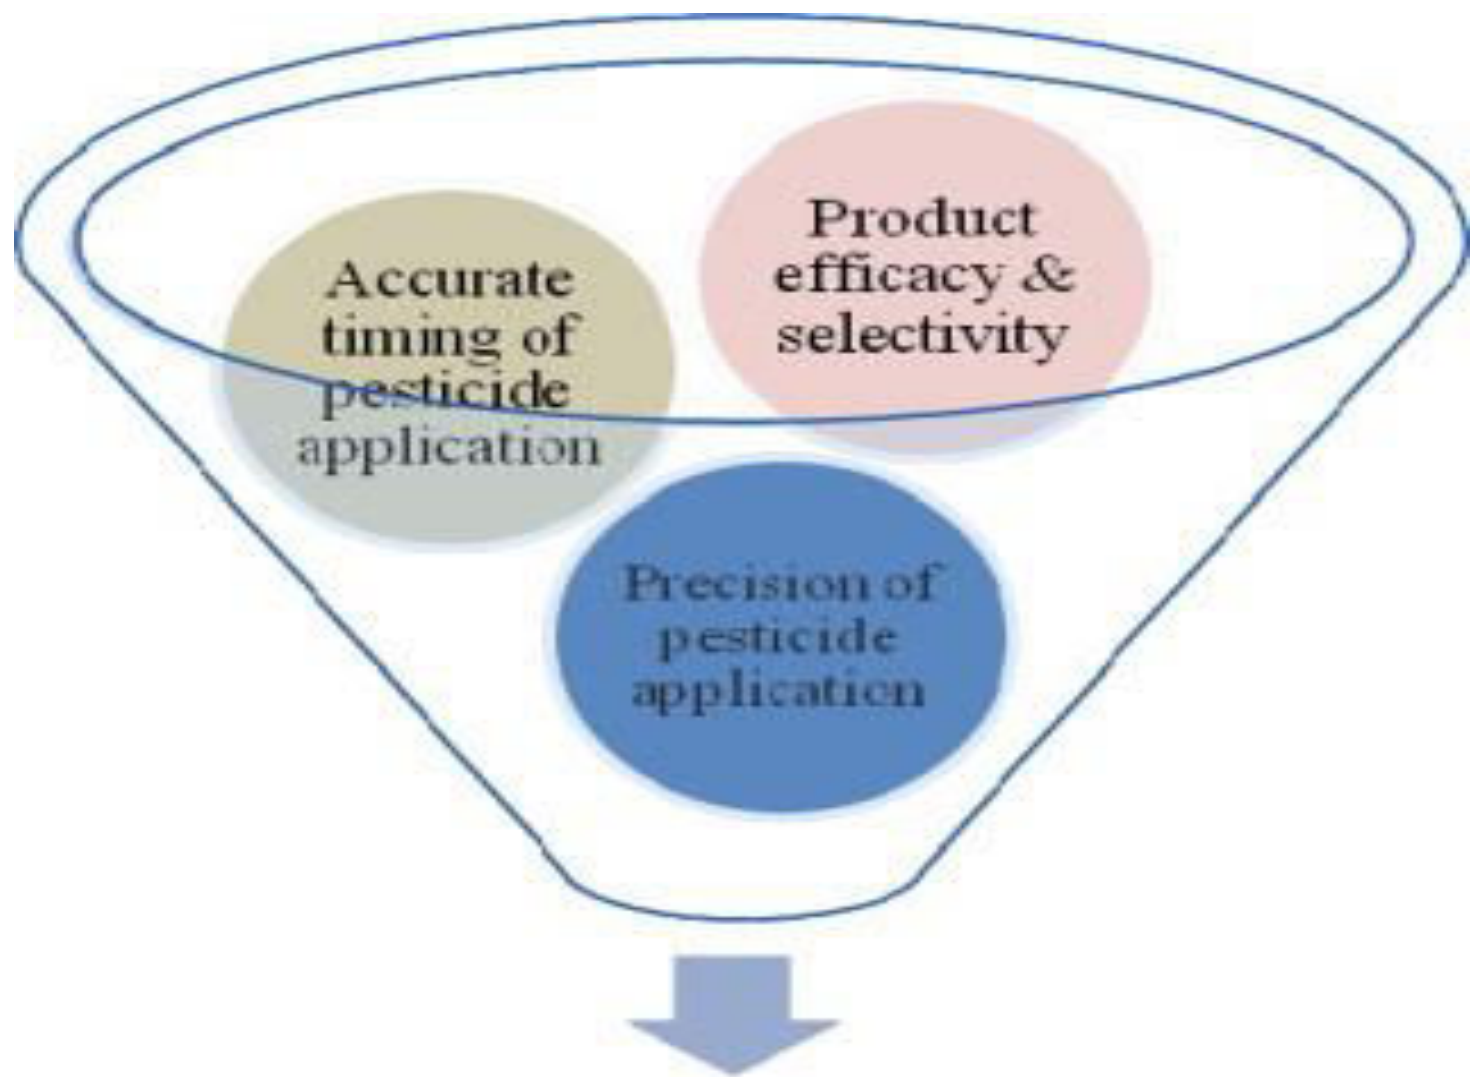 Accurate
timing of
pesticide
application
Product
efficacy &
selectivity
Precision of
pesticide
application